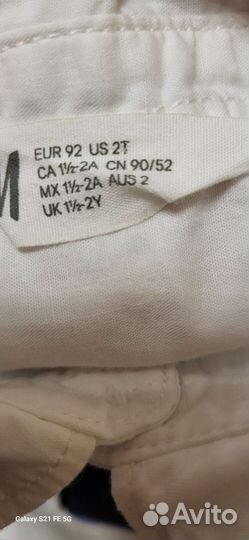 M
EUR 92 US 2T
CA 1½-2A CN 90/52
MX 1½-2A AUS 2
UK 1½-2Y
Galaxy S21 FE 5G
Avito